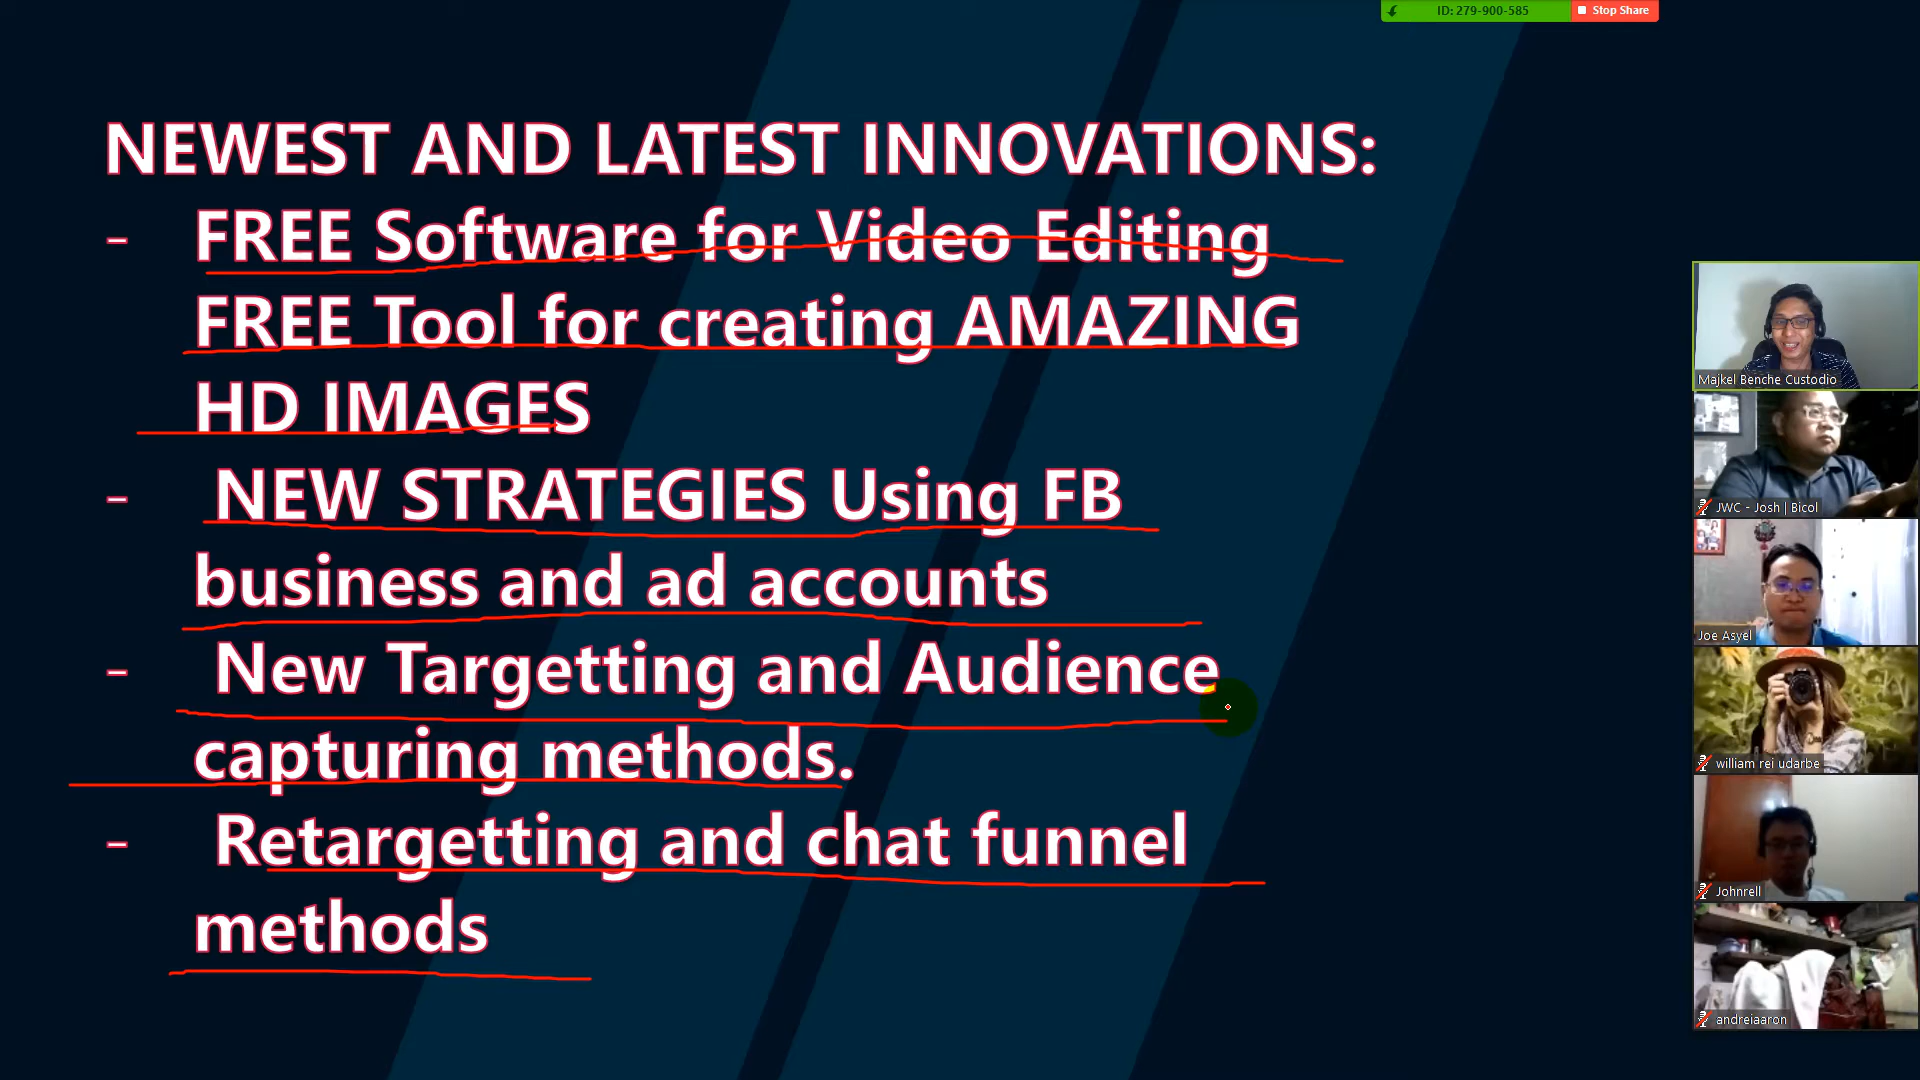 ID: 279-900-585
Stop Share
NEWEST AND LATEST INNOVATIONS:
- FREE Software for Video Editing
FREE Tool for creating AMAZING
HD IMAGES
- NEW STRATEGIES Using FB
business and ad accounts
- New Targetting and Audience
capturing methods.
- Retargetting and chat funnel
methods
Majkel Benche Custodio
JWC - Josh | Bicol
Joe Asyel
william rei udarbe
Johnrell
andreiaaron